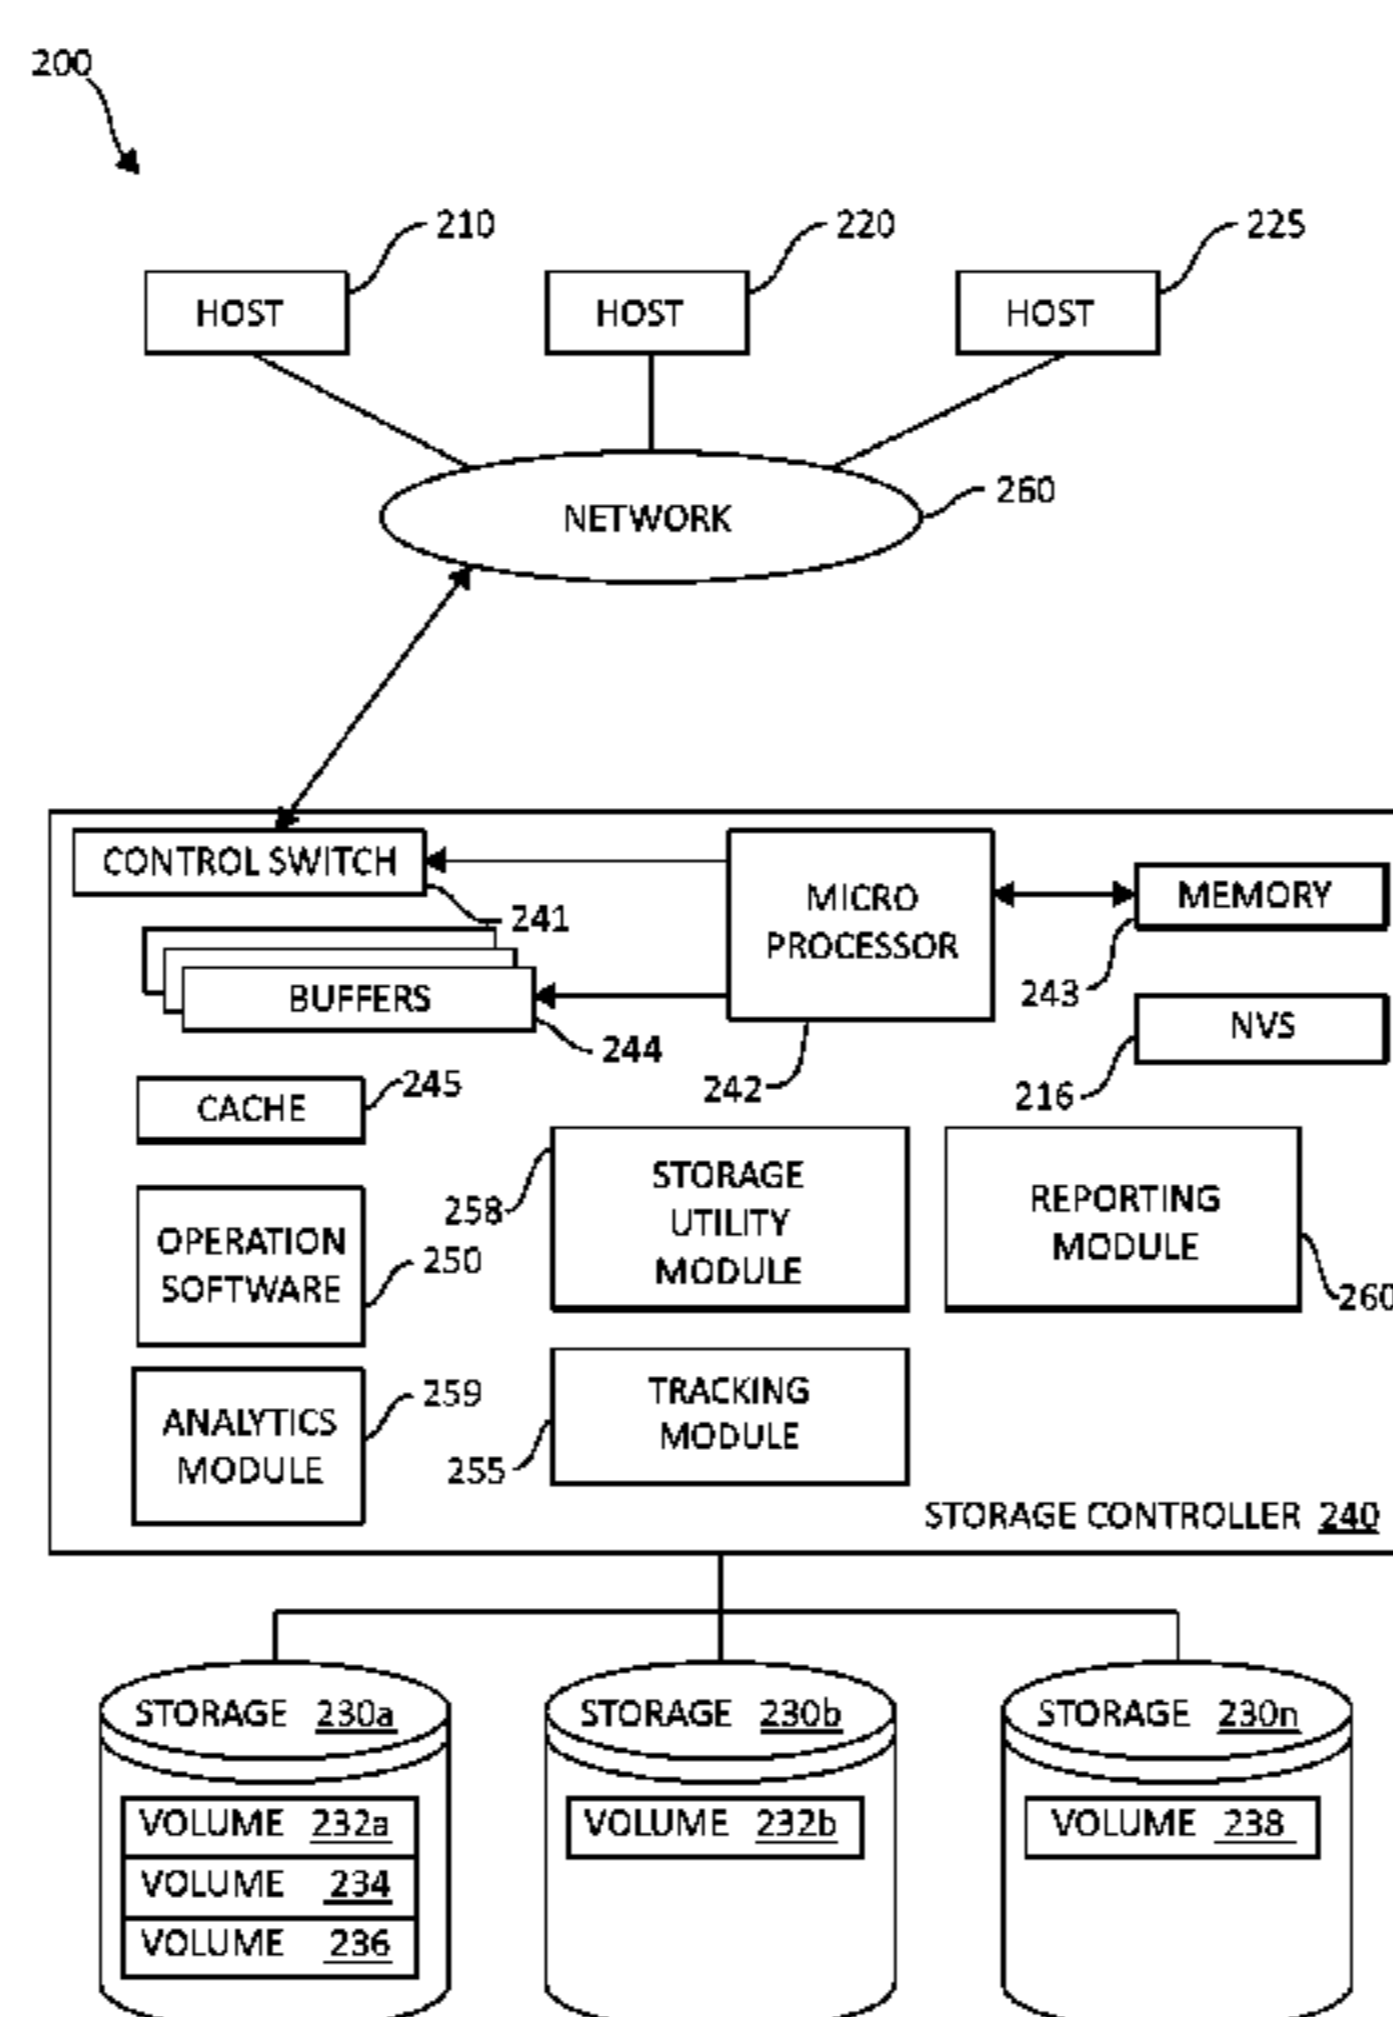 200
210
220
225
HOST
HOST
HOST
260
NETWORK
CONTROL SWITCH
241
MICRO
PROCESSOR
MEMORY
243
BUFFERS
244
242
NVS
216
CACHE
245
STORAGE
UTILITY
MODULE
258
REPORTING
MODULE
260
OPERATION
SOFTWARE
250
ANALYTICS
MODULE
259
TRACKING
MODULE
255
STORAGE CONTROLLER 240
STORAGE 230a
STORAGE 230b
STORAGE 230n
VOLUME 232a
VOLUME 234
VOLUME 236
VOLUME 232b
VOLUME 238